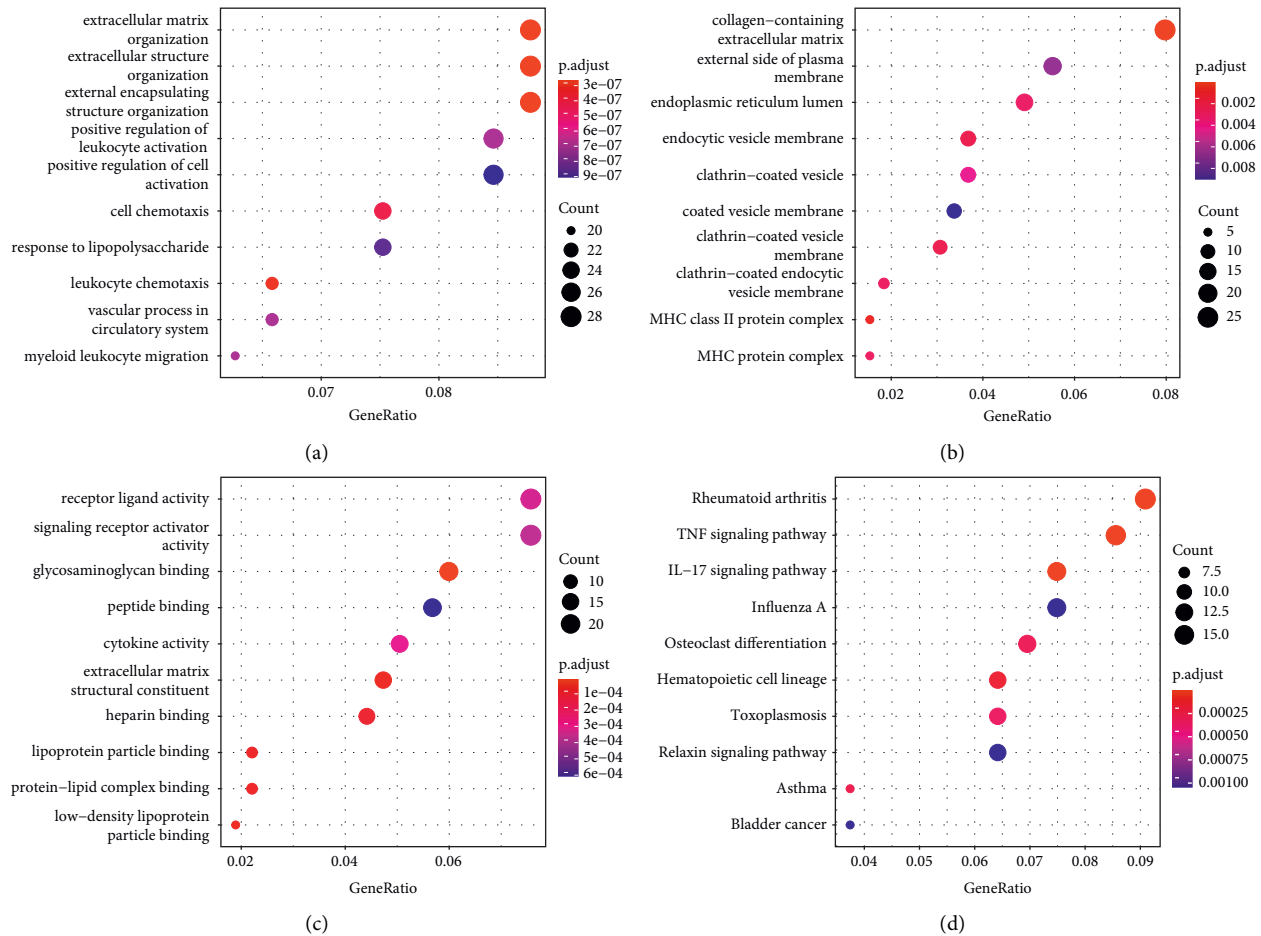 extracellular matrix
organization
extracellular structure
organization
external encapsulating
structure organization
positive regulation of
leukocyte activation
positive regulation of cell
activation
cell chemotaxis
response to lipopolysaccharide
leukocyte chemotaxis
vascular process in
circulatory system
myeloid leukocyte migration
0.07 0.08
GeneRatio
p.adjust
3e−07
4e−07
5e−07
6e−07
7e−07
8e−07
9e−07
Count
20
22
24
26
28
(a)
collagen−containing
extracellular matrix
external side of plasma
membrane
endoplasmic reticulum lumen
endocytic vesicle membrane
clathrin−coated vesicle
coated vesicle membrane
clathrin−coated vesicle
membrane
clathrin−coated endocytic
vesicle membrane
MHC class II protein complex
MHC protein complex
0.02 0.04 0.06 0.08
GeneRatio
p.adjust
0.002
0.004
0.006
0.008
Count
5
10
15
20
25
(b)
receptor ligand activity
signaling receptor activator
activity
glycosaminoglycan binding
peptide binding
cytokine activity
extracellular matrix
structural constituent
heparin binding
lipoprotein particle binding
protein−lipid complex binding
low−density lipoprotein
particle binding
0.02 0.04 0.06
GeneRatio
Count
10
15
20
p.adjust
1e−04
2e−04
3e−04
4e−04
5e−04
6e−04
(c)
Rheumatoid arthritis
TNF signaling pathway
IL−17 signaling pathway
Influenza A
Osteoclast differentiation
Hematopoietic cell lineage
Toxoplasmosis
Relaxin signaling pathway
Asthma
Bladder cancer
0.04 0.05 0.06 0.07 0.08 0.09
GeneRatio
Count
7.5
10.0
12.5
15.0
p.adjust
0.00025
0.00050
0.00075
0.00100
(d)